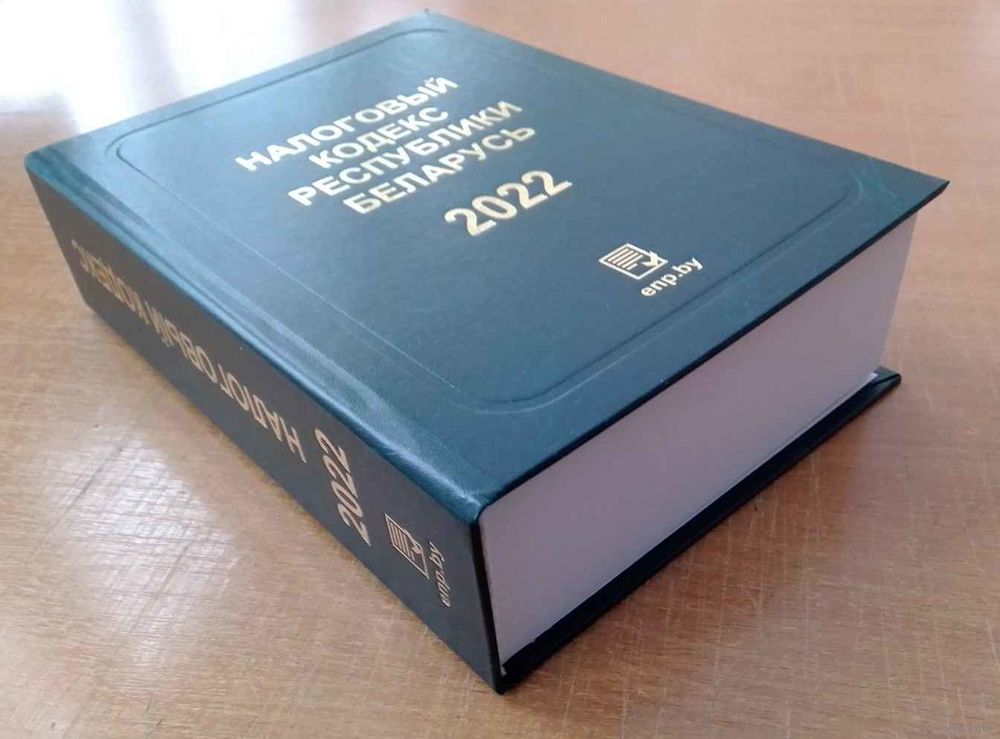 НАЛОГОВЫЙ
КОДЕКС
РЕСПУБЛИКИ
БЕЛАРУСЬ
2022
enp.by
НАЛОГОВЫЙ КОДЕКС
2022
enp.by